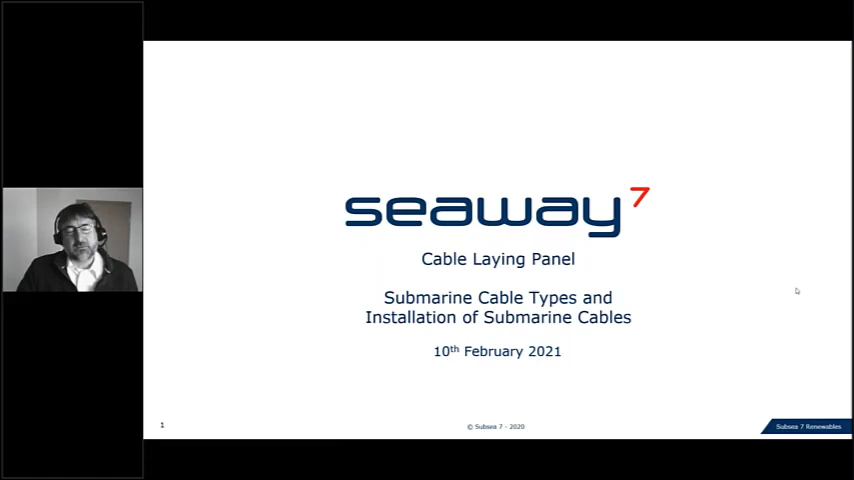 seaway7
Cable Laying Panel
Submarine Cable Types and
Installation of Submarine Cables
10th February 2021
1
© Subsea 7 - 2020
Subsea 7 Renewables